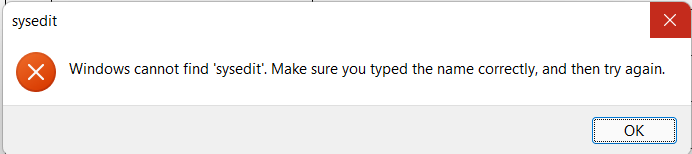 sysedit
Windows cannot find 'sysedit'. Make sure you typed the name correctly, and then try again.
OK